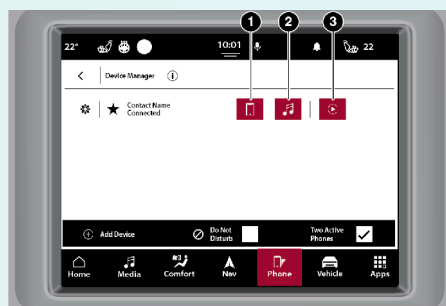 1 2 3
22° 10:01 22
Device Manager
Contact Name
Connected
Add Device
Do Not
Disturb
Two Active
Phones
Home Media Comfort Nav Phone Vehicle Apps